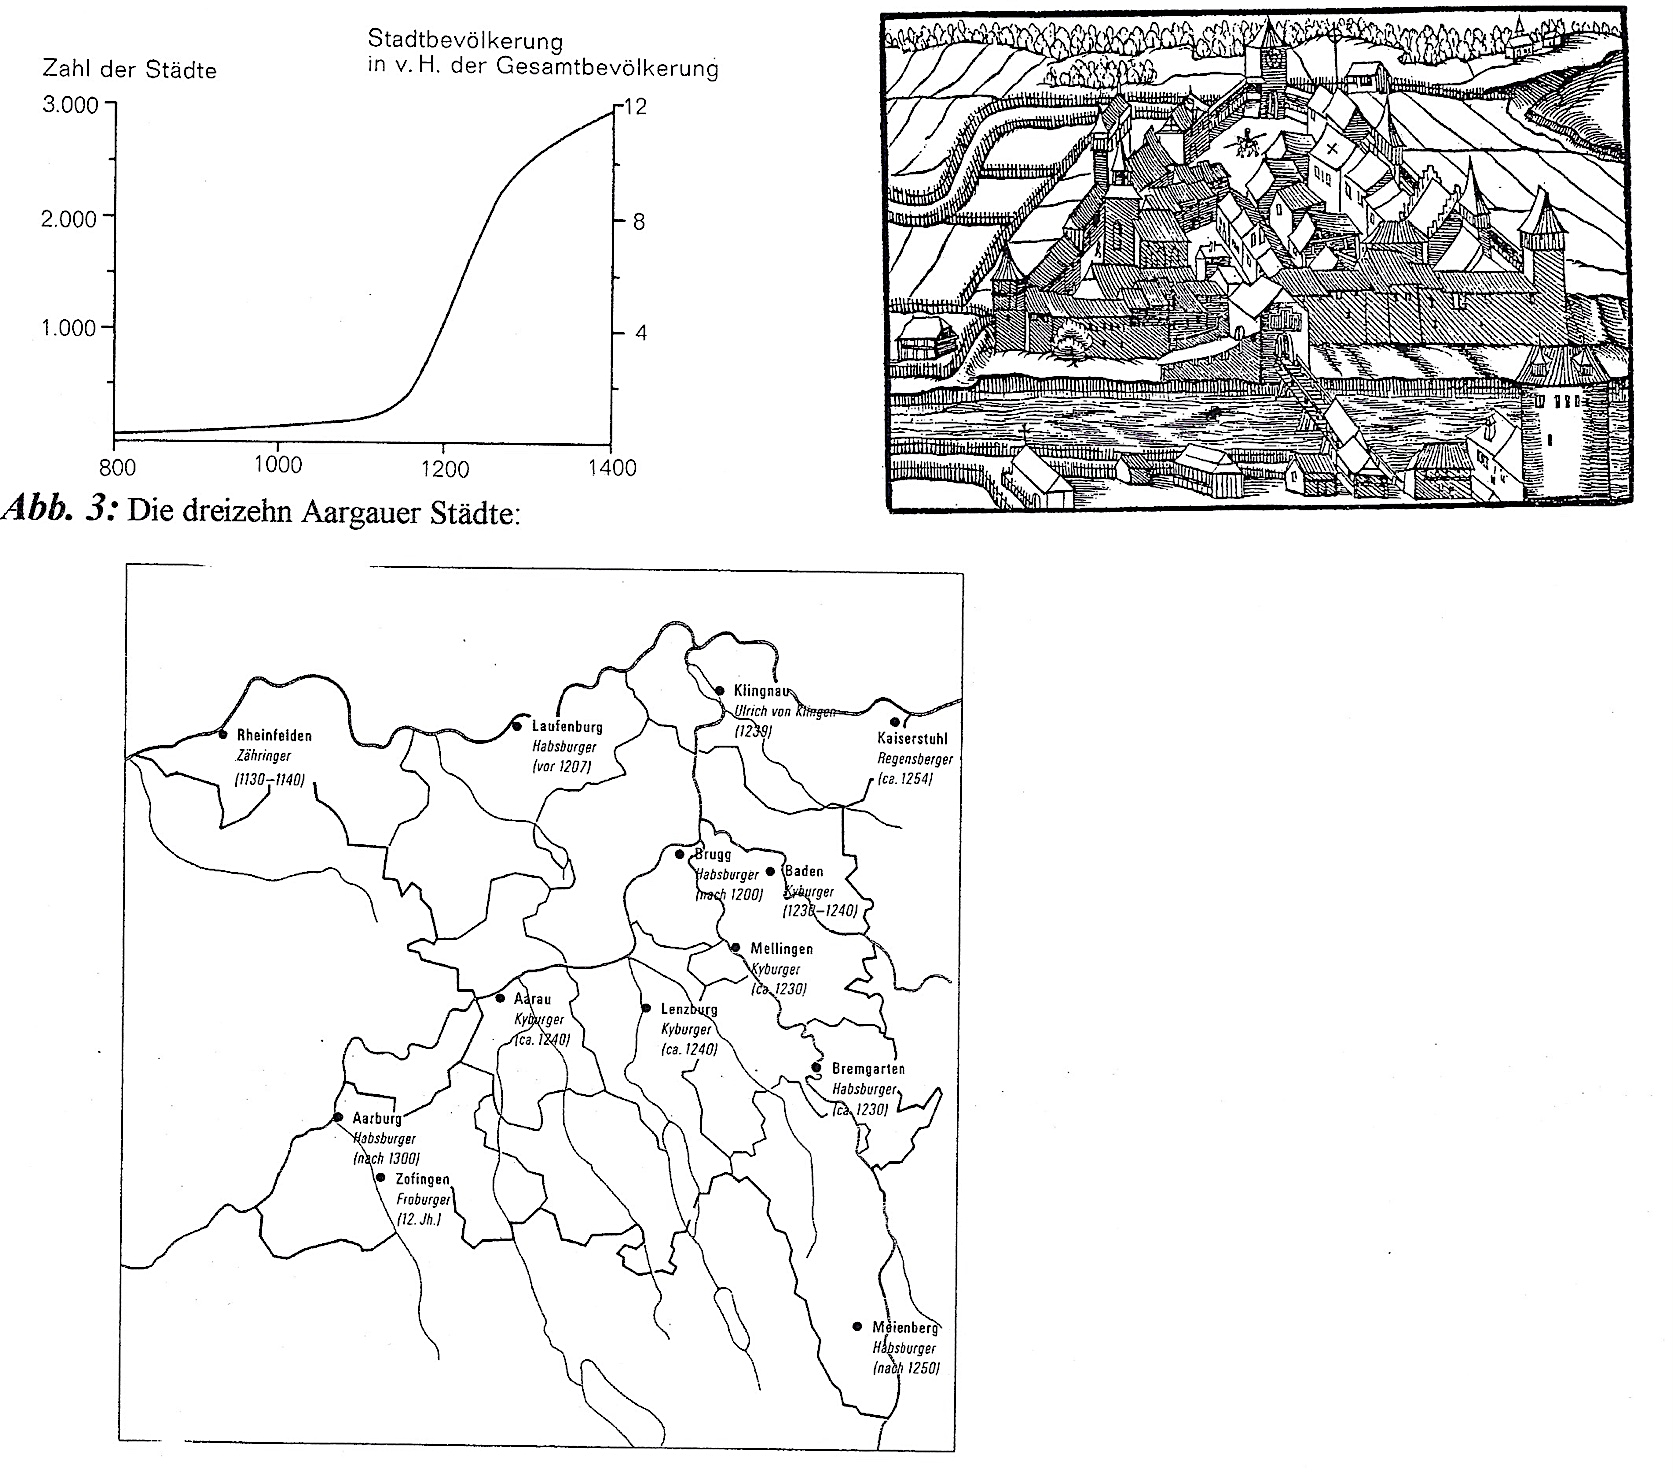 Zahl der Städte
Stadtbevölkerung
in v. H. der Gesamtbevölkerung
3.000
2.000
1.000
12
8
4
800
1000
1200
1400
Abb. 3: Die dreizehn Aargauer Städte:
Rheinfelden
Zähringer
(1130–1140)
Laufenburg
Habsburger
(vor 1207)
Klingnau
Ulrich von Klingen
(1239)
Kaiserstuhl
Regensberger
(ca. 1254)
Brugg
Habsburger
(nach 1200)
Baden
Kyburger
(1230–1240)
Mellingen
Kyburger
(ca. 1230)
Aarau
Kyburger
(ca. 1240)
Lenzburg
Kyburger
(ca. 1240)
Bremgarten
Habsburger
(ca. 1230)
Aarburg
Habsburger
(nach 1300)
Zofingen
Froburger
(12. Jh.)
Meienberg
Habsburger
(nach 1250)